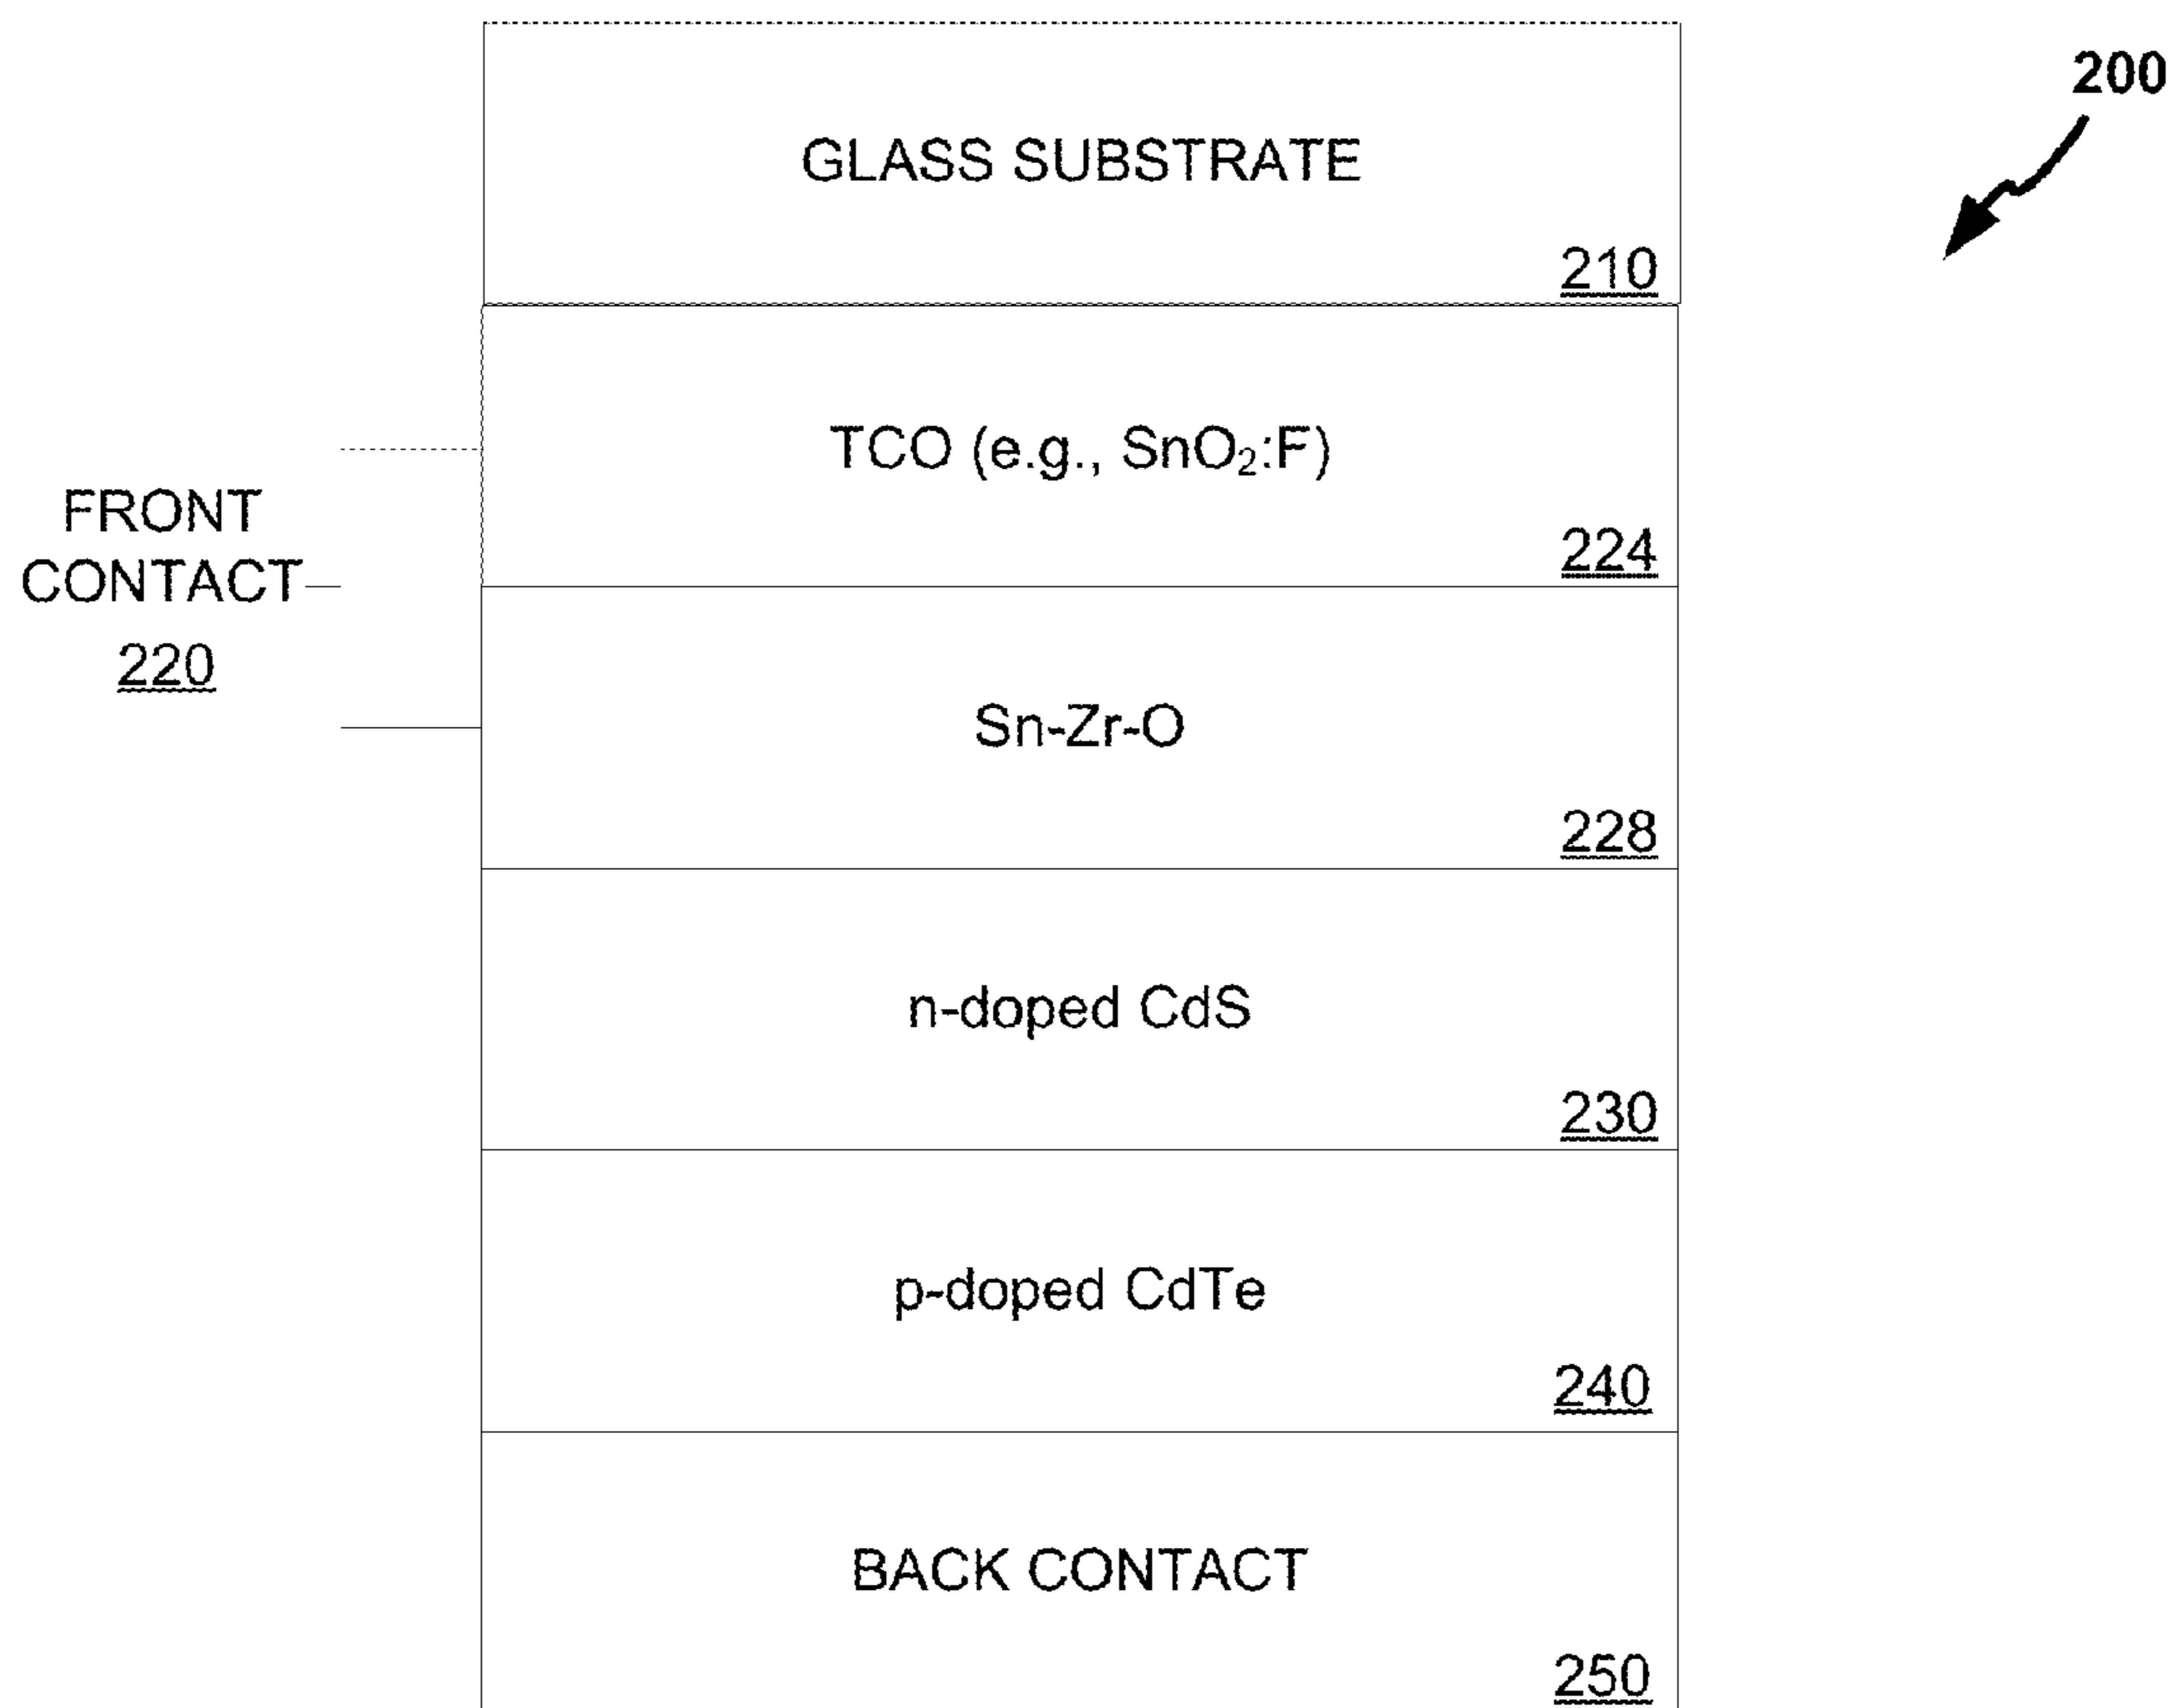 200
GLASS SUBSTRATE
210
TCO (e.g., SnO₂:F)
224
FRONT
CONTACT
220
Sn-Zr-O
228
n-doped CdS
230
p-doped CdTe
240
BACK CONTACT
250